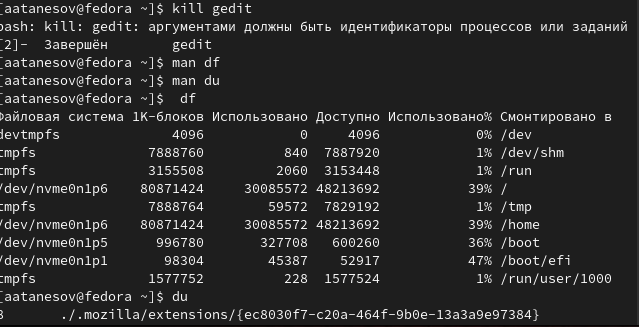 [aatanesov@fedora ~]$ kill gedit
bash: kill: gedit: аргументами должны быть идентификаторы процессов или заданий
[2]-  Завершён        gedit
[aatanesov@fedora ~]$ man df
[aatanesov@fedora ~]$ man du
[aatanesov@fedora ~]$  df
Файловая система 1K-блоков Использовано Доступно Использовано% Смонтировано в
devtmpfs             4096            0     4096            0% /dev
tmpfs             7888760          840  7887920            1% /dev/shm
tmpfs             3155508         2060  3153448            1% /run
/dev/nvme0n1p6   80871424     30085572 48213692           39% /
tmpfs             7888764        59572  7829192            1% /tmp
/dev/nvme0n1p6   80871424     30085572 48213692           39% /home
/dev/nvme0n1p5     996780       327708   600260           36% /boot
/dev/nvme0n1p1      98304        45387    52917           47% /boot/efi
tmpfs             1577752          228  1577524            1% /run/user/1000
[aatanesov@fedora ~]$ du
8       ./.mozilla/extensions/{ec8030f7-c20a-464f-9b0e-13a3a9e97384}